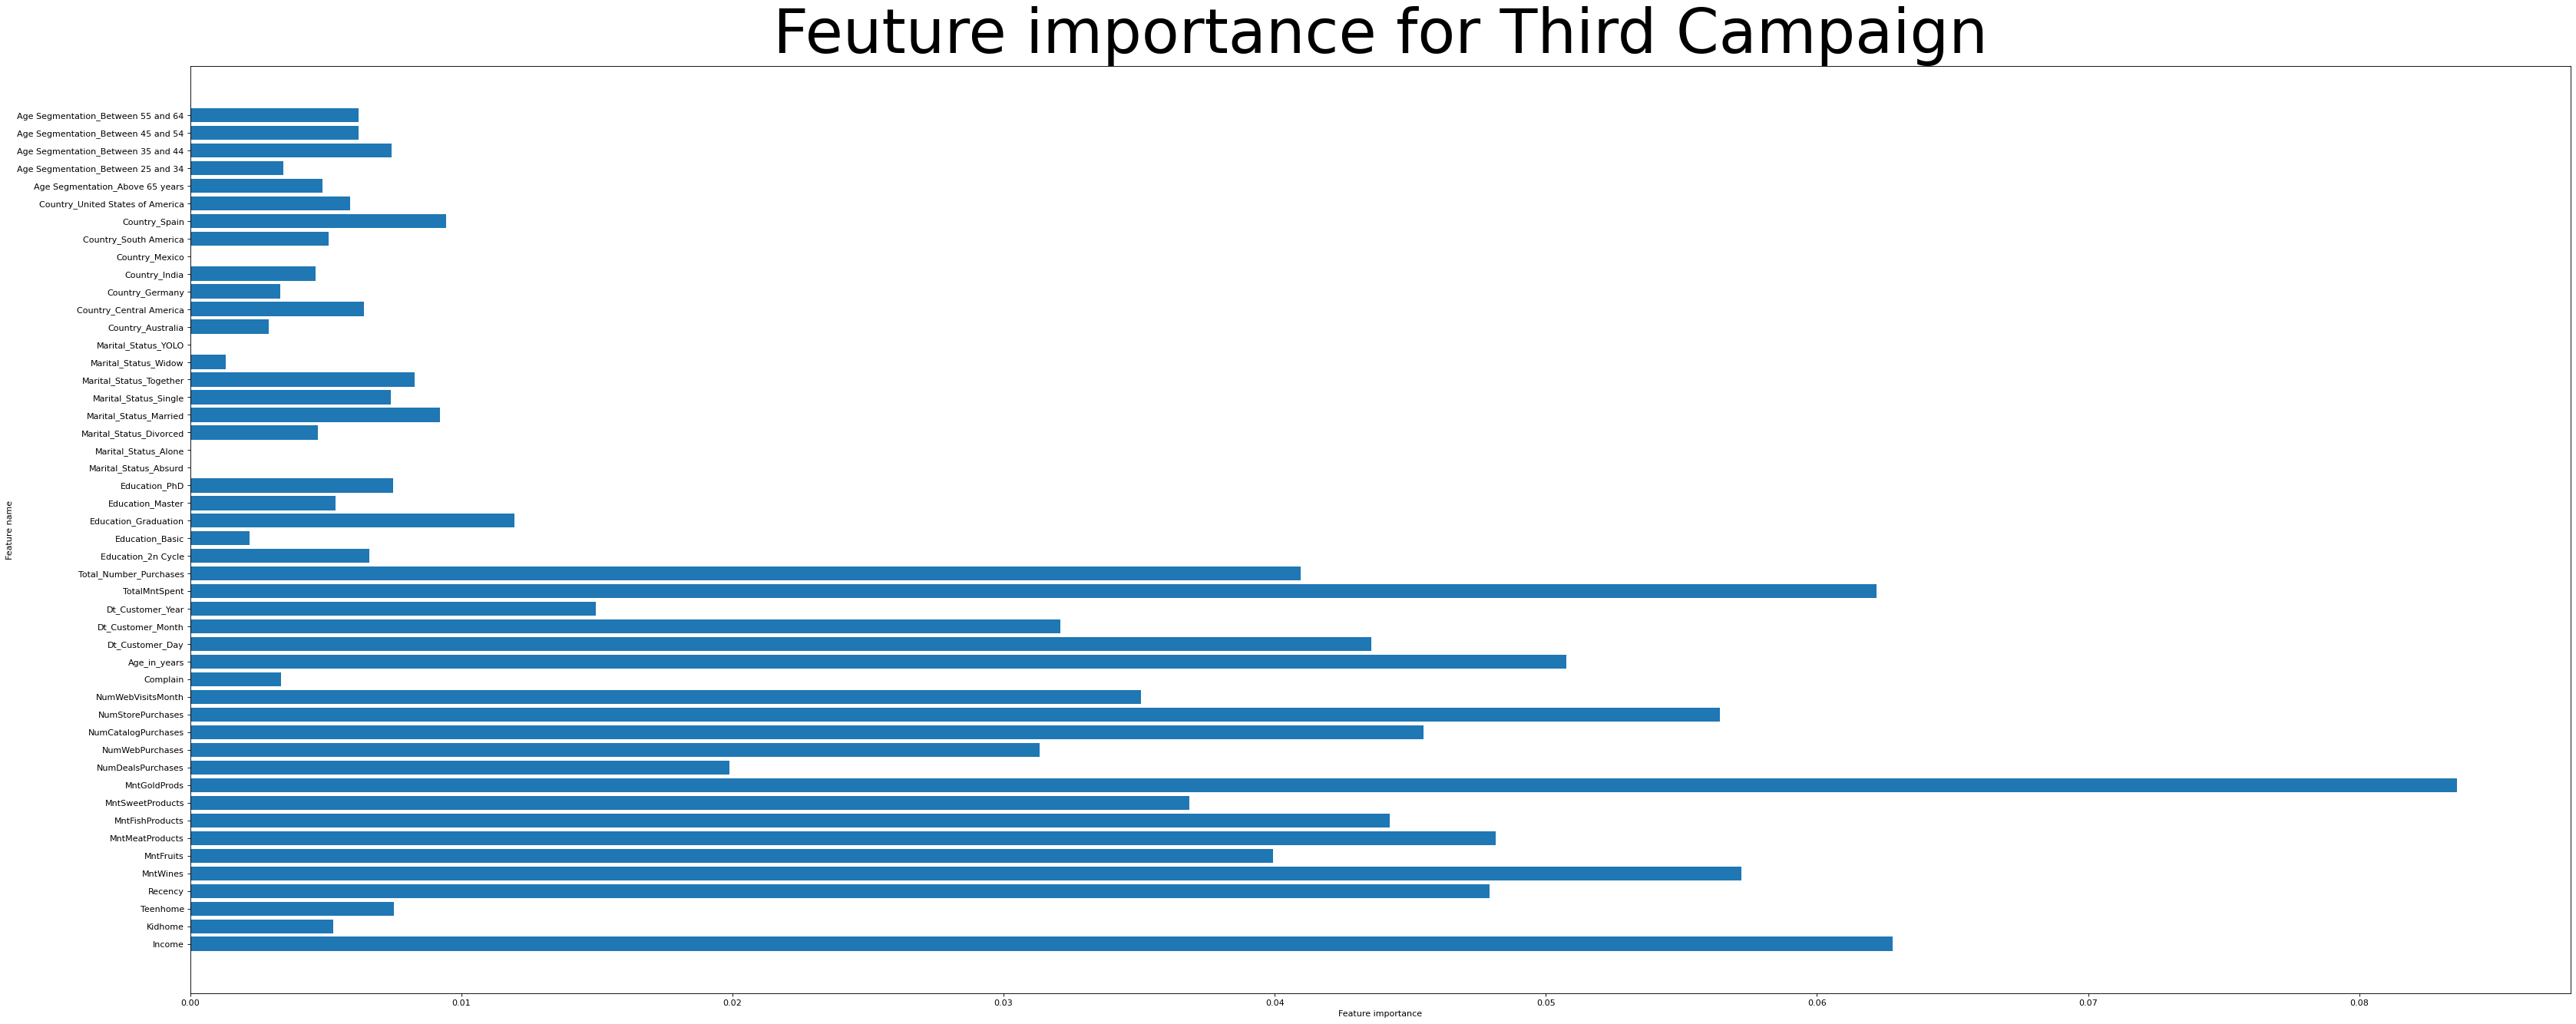 Feuture importance for Third Campaign
Age Segmentation_Between 55 and 64
Age Segmentation_Between 45 and 54
Age Segmentation_Between 35 and 44
Age Segmentation_Between 25 and 34
Age Segmentation_Above 65 years
Country_United States of America
Country_Spain
Country_South America
Country_Mexico
Country_India
Country_Germany
Country_Central America
Country_Australia
Marital_Status_YOLO
Marital_Status_Widow
Marital_Status_Together
Marital_Status_Single
Marital_Status_Married
Marital_Status_Divorced
Marital_Status_Alone
Marital_Status_Absurd
Education_PhD
Education_Master
Education_Graduation
Education_Basic
Education_2n Cycle
Total_Number_Purchases
TotalMntSpent
Dt_Customer_Year
Dt_Customer_Month
Dt_Customer_Day
Age_in_years
Complain
NumWebVisitsMonth
NumStorePurchases
NumCatalogPurchases
NumWebPurchases
NumDealsPurchases
MntGoldProds
MntSweetProducts
MntFishProducts
MntMeatProducts
MntFruits
MntWines
Recency
Teenhome
Kidhome
Income
Feature name
0.00 0.01 0.02 0.03 0.04 0.05 0.06 0.07 0.08
Feature importance